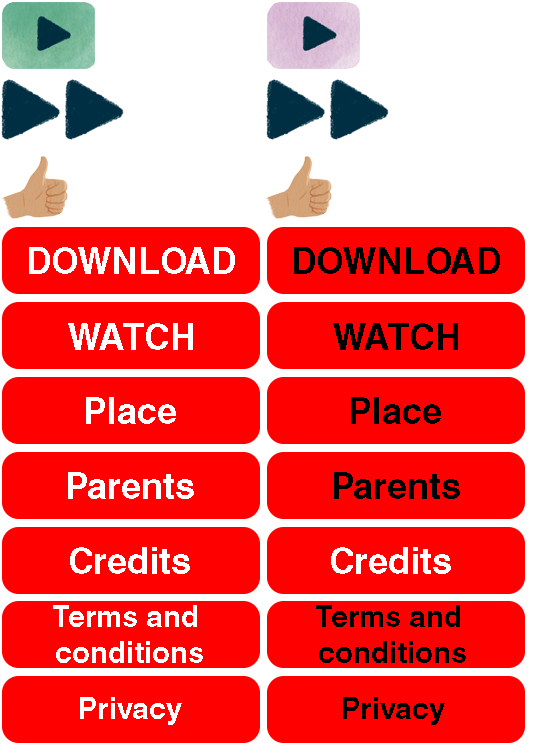 DOWNLOAD DOWNLOAD
WATCH WATCH
Place Place
Parents Parents
Credits Credits
Terms and Terms and
conditions conditions
Privacy Privacy